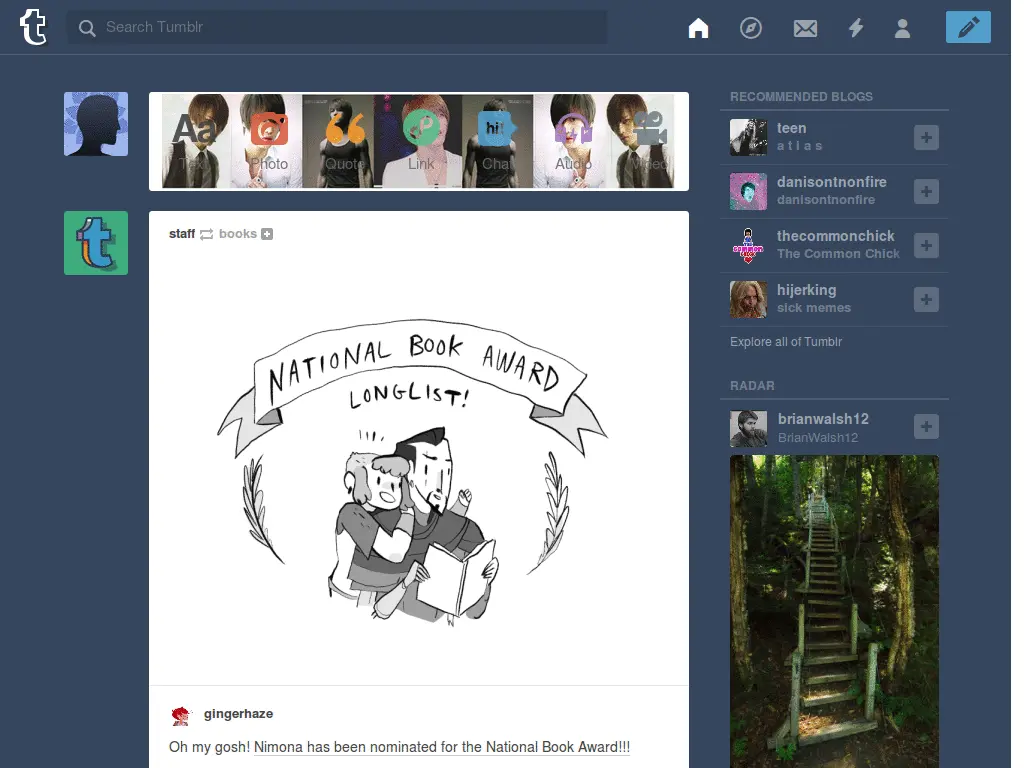 Search Tumblr
Aa
hi!
Text Photo Quote Link Chat Audio Video
staff books
NATIONAL BOOK AWARD
LONGLIST!
gingerhaze
Oh my gosh! Nimona has been nominated for the National Book Award!!!
RECOMMENDED BLOGS
teen
a t l a s
danisontnonfire
danisontnonfire
thecommonchick
The Common Chick
hijerking
sick memes
Explore all of Tumblr
RADAR
brianwalsh12
BrianWalsh12